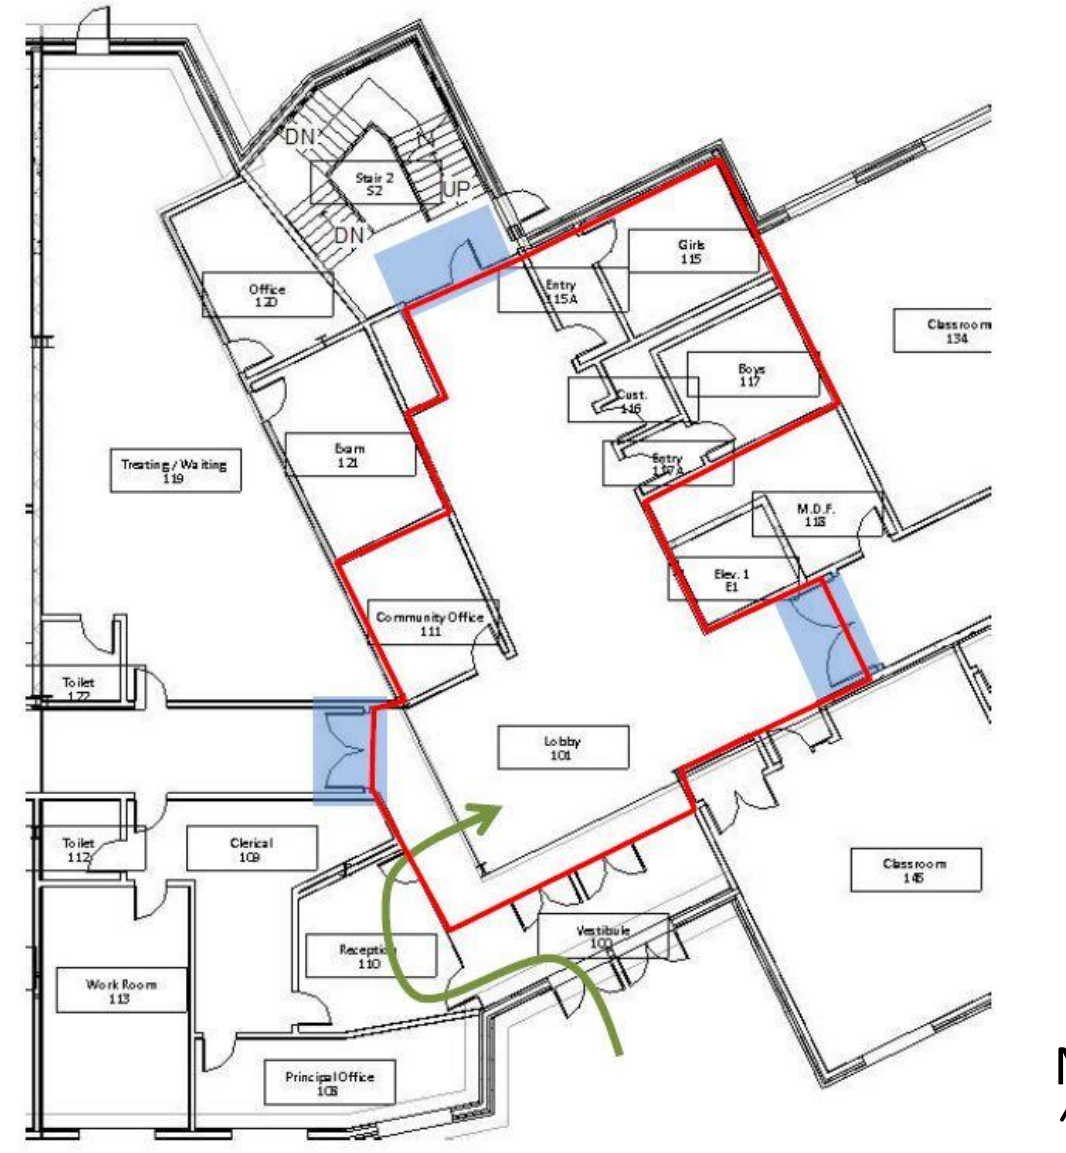 DN
Stair 2
S2
UP
DN
Girls
115
Office
120
Entry
115A
Classroom
134
Boys
117
Cust.
116
Exam
121
Entry
117A
Treating / Waiting
119
M.D.F.
118
Elev. 1
E1
Community Office
111
Toilet
122
Lobby
101
Toilet
112
Clerical
109
Classroom
145
Vestibule
100
Reception
110
Work Room
113
Principal Office
108